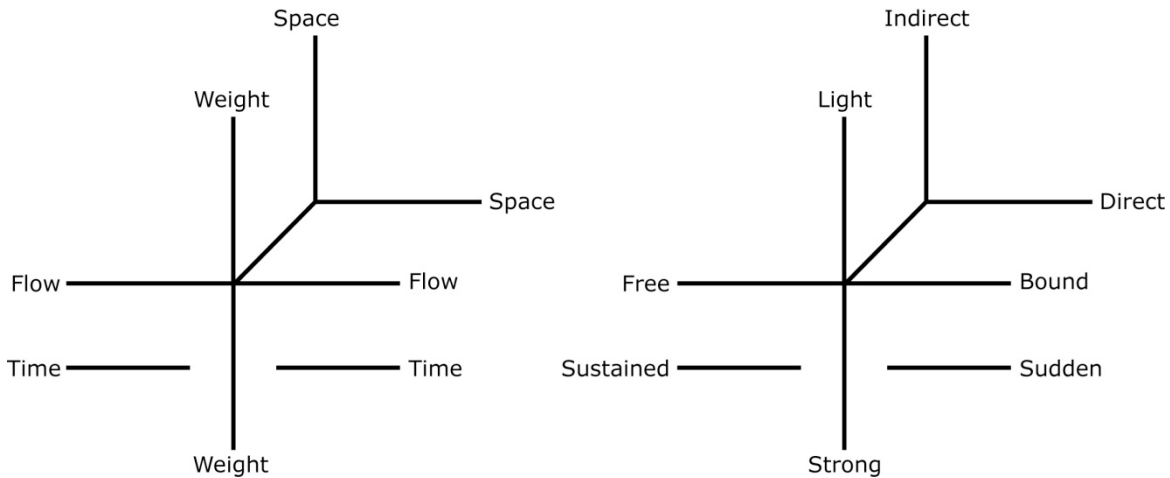 Space
Weight
Space
Flow
Flow
Time
Time
Weight
Indirect
Light
Direct
Free
Bound
Sustained
Sudden
Strong